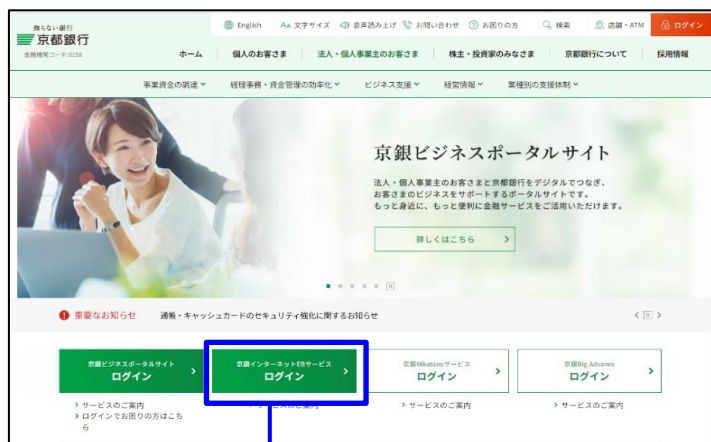 飾らない銀行
京都銀行
金融機関コード:0158
English AA 文字サイズ 音声読み上げ お問い合わせ お困りの方 検索 店舗・ATM ログイン
ホーム 個人のお客さま 法人・個人事業主のお客さま 株主・投資家のみなさま 京都銀行について 採用情報
事業資金の調達 経理事務・資金管理の効率化 ビジネス支援 経営情報 業種別の支援体制
京銀ビジネスポータルサイト
法人・個人事業主のお客さまと京都銀行をデジタルでつなぎ、
お客さまのビジネスをサポートするポータルサイトです。
もっと身近に、もっと便利に金融サービスをご活用いただけます。
詳しくはこちら
重要なお知らせ 通帳・キャッシュカードのセキュリティ強化に関するお知らせ
京銀ビジネスポータルサイト
ログイン
京銀インターネットEBサービス
ログイン
京銀Mikatanoサービス
ログイン
京銀Big Advance
ログイン
サービスのご案内
ログインでお困りの方はこちら
サービスのご案内
サービスのご案内
サービスのご案内